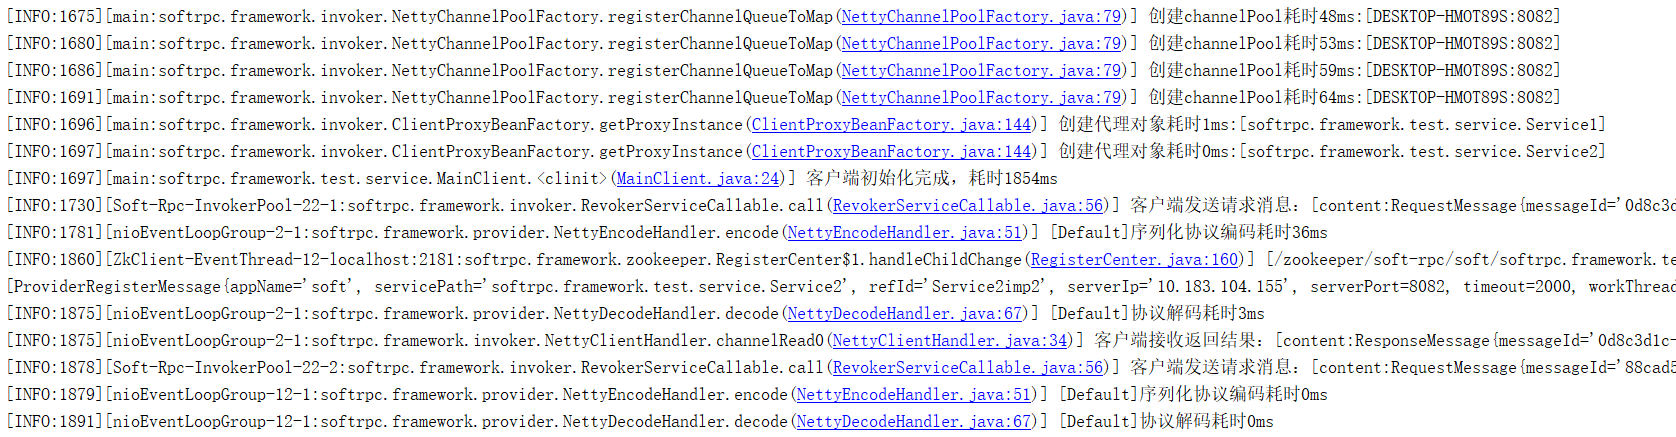 [INFO:1675][main:softrpc.framework.invoker.NettyChannelPoolFactory.registerChannelQueueToMap(NettyChannelPoolFactory.java:79)] 创建channelPool耗时48ms:[DESKTOP-HMOT89S:8082]
[INFO:1680][main:softrpc.framework.invoker.NettyChannelPoolFactory.registerChannelQueueToMap(NettyChannelPoolFactory.java:79)] 创建channelPool耗时53ms:[DESKTOP-HMOT89S:8082]
[INFO:1686][main:softrpc.framework.invoker.NettyChannelPoolFactory.registerChannelQueueToMap(NettyChannelPoolFactory.java:79)] 创建channelPool耗时59ms:[DESKTOP-HMOT89S:8082]
[INFO:1691][main:softrpc.framework.invoker.NettyChannelPoolFactory.registerChannelQueueToMap(NettyChannelPoolFactory.java:79)] 创建channelPool耗时64ms:[DESKTOP-HMOT89S:8082]
[INFO:1696][main:softrpc.framework.invoker.ClientProxyBeanFactory.getProxyInstance(ClientProxyBeanFactory.java:144)] 创建代理对象耗时1ms:[softrpc.framework.test.service.Service1]
[INFO:1697][main:softrpc.framework.invoker.ClientProxyBeanFactory.getProxyInstance(ClientProxyBeanFactory.java:144)] 创建代理对象耗时0ms:[softrpc.framework.test.service.Service2]
[INFO:1697][main:softrpc.framework.test.service.MainClient.<clinit>(MainClient.java:24)] 客户端初始化完成，耗时1854ms
[INFO:1730][Soft-Rpc-InvokerPool-22-1:softrpc.framework.invoker.RevokerServiceCallable.call(RevokerServiceCallable.java:56)] 客户端发送请求消息：[content:RequestMessage{messageId='0d8c3d
[INFO:1781][nioEventLoopGroup-2-1:softrpc.framework.provider.NettyEncodeHandler.encode(NettyEncodeHandler.java:51)] [Default]序列化协议编码耗时36ms
[INFO:1860][ZkClient-EventThread-12-localhost:2181:softrpc.framework.zookeeper.RegisterCenter$1.handleChildChange(RegisterCenter.java:160)] [/zookeeper/soft-rpc/soft/softrpc.framework.te
[ProviderRegisterMessage{appName='soft', servicePath='softrpc.framework.test.service.Service2', refId='Service2imp2', serverIp='10.183.104.155', serverPort=8082, timeout=2000, workThread
[INFO:1875][nioEventLoopGroup-2-1:softrpc.framework.provider.NettyDecodeHandler.decode(NettyDecodeHandler.java:67)] [Default]协议解码耗时3ms
[INFO:1875][nioEventLoopGroup-2-1:softrpc.framework.invoker.NettyClientHandler.channelRead0(NettyClientHandler.java:34)] 客户端接收返回结果：[content:ResponseMessage{messageId='0d8c3d1c-
[INFO:1878][Soft-Rpc-InvokerPool-22-2:softrpc.framework.invoker.RevokerServiceCallable.call(RevokerServiceCallable.java:56)] 客户端发送请求消息：[content:RequestMessage{messageId='88cad5
[INFO:1879][nioEventLoopGroup-12-1:softrpc.framework.provider.NettyEncodeHandler.encode(NettyEncodeHandler.java:51)] [Default]序列化协议编码耗时0ms
[INFO:1891][nioEventLoopGroup-12-1:softrpc.framework.provider.NettyDecodeHandler.decode(NettyDecodeHandler.java:67)] [Default]协议解码耗时0ms